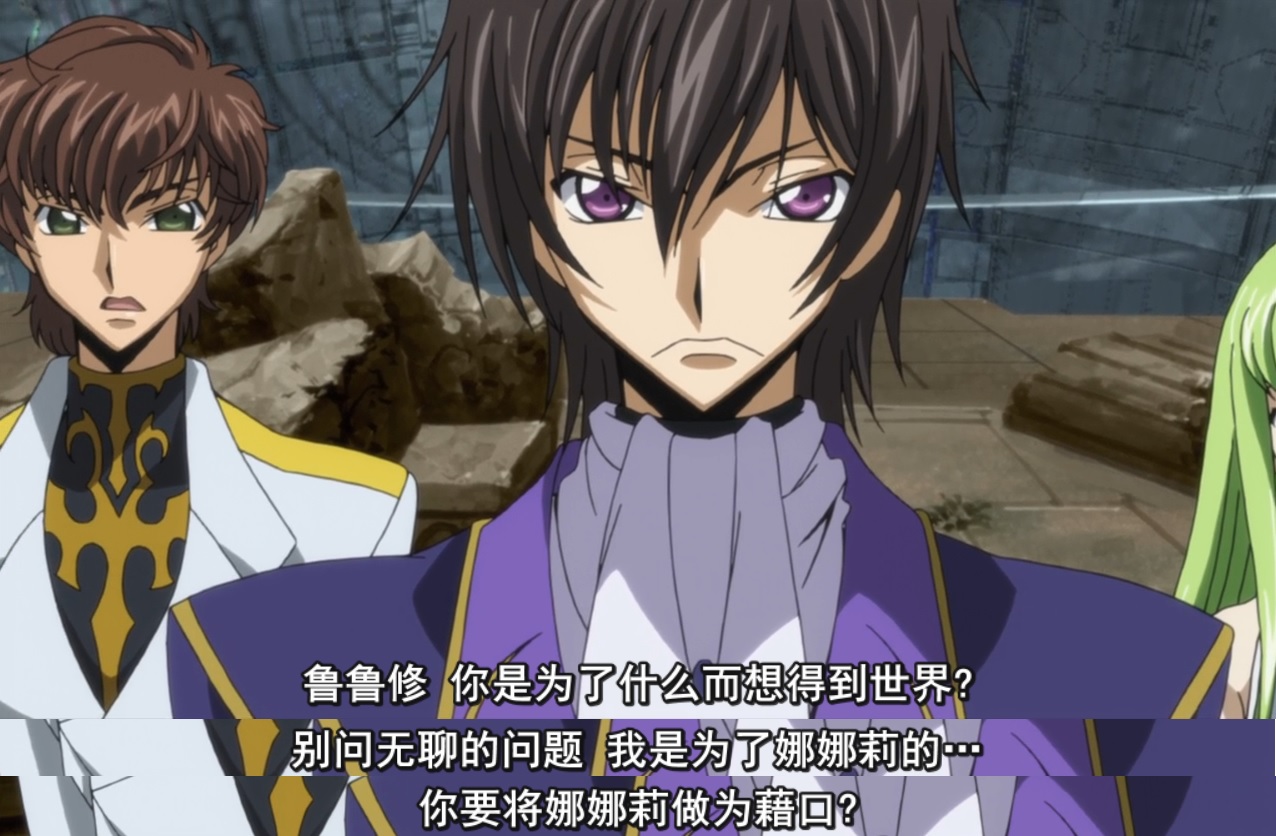 鲁鲁修 你是为了什么而想得到世界?
别问无聊的问题 我是为了娜娜莉的…
你要将娜娜莉做为藉口?